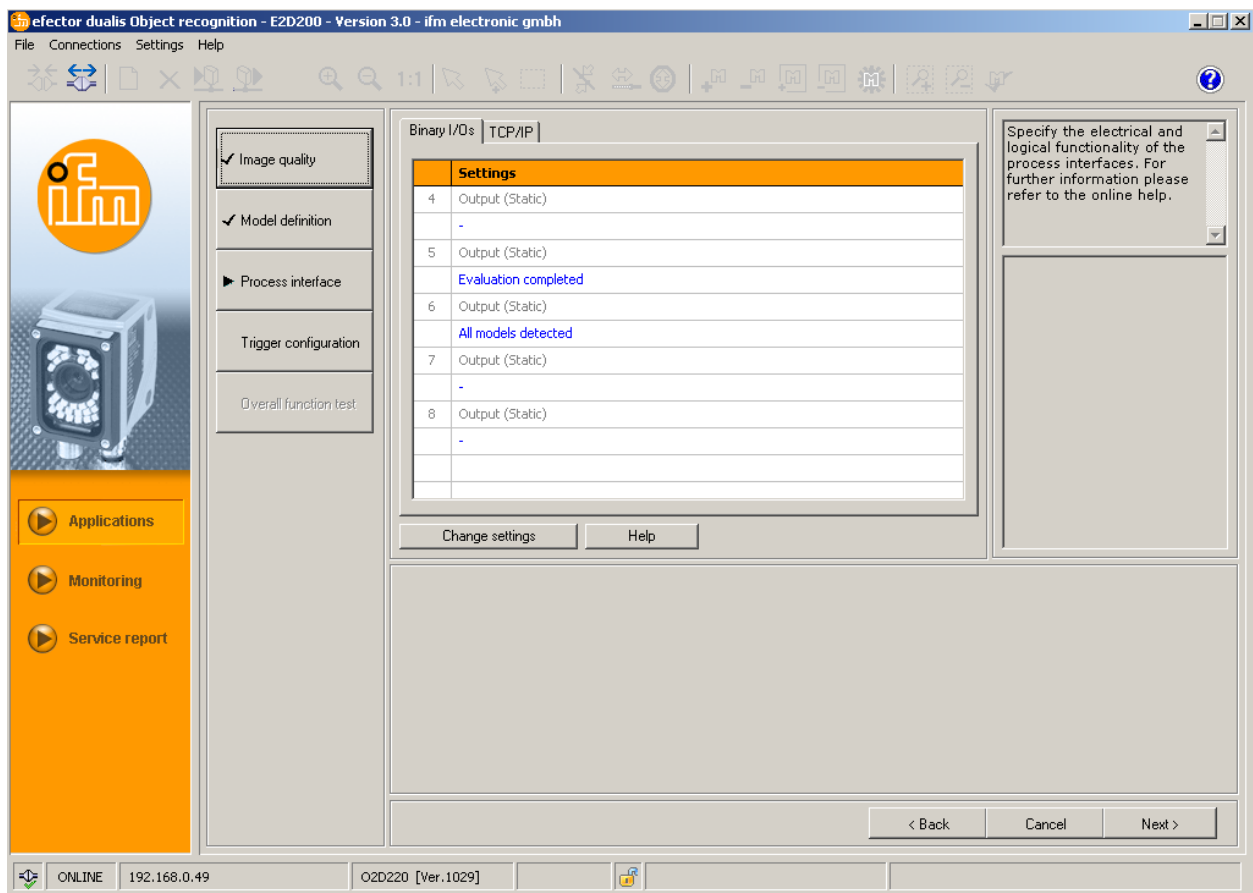 efector dualis Object recognition - E2D200 - Version 3.0 - ifm electronic gmbh
File Connections Settings Help
1:1
ifm
Image quality
Model definition
Process interface
Trigger configuration
Overall function test
Binary I/Os TCP/IP
Settings
4 Output (Static)
-
5 Output (Static)
Evaluation completed
6 Output (Static)
All models detected
7 Output (Static)
-
8 Output (Static)
-
Change settings Help
Specify the electrical and
logical functionality of the
process interfaces. For
further information please
refer to the online help.
Applications
Monitoring
Service report
< Back Cancel Next >
ONLINE 192.168.0.49 O2D220 [Ver.1029]